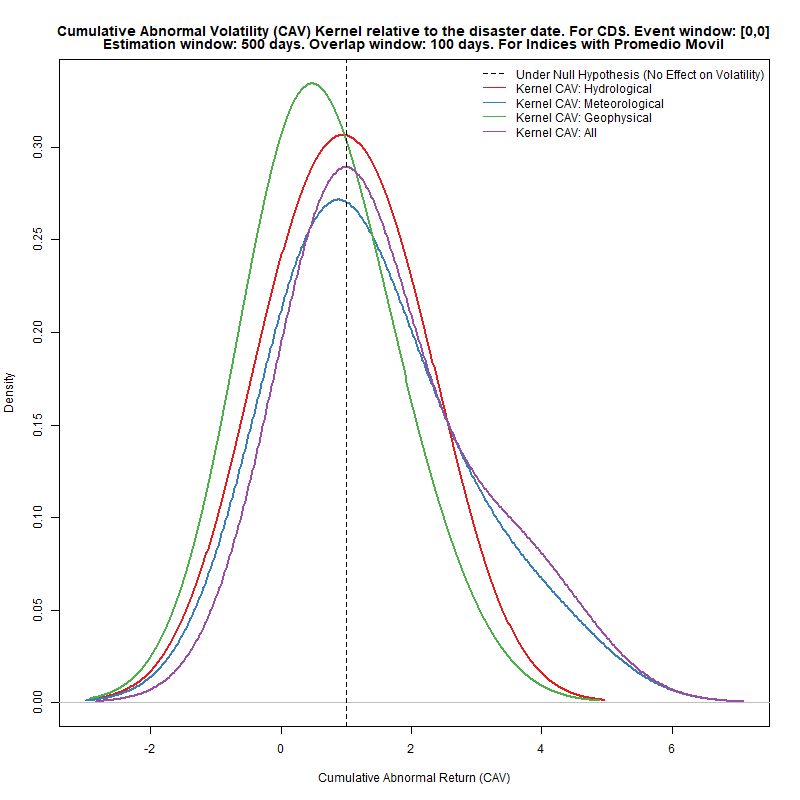 Cumulative Abnormal Volatility (CAV) Kernel relative to the disaster date. For CDS. Event window: [0,0]
Estimation window: 500 days. Overlap window: 100 days. For Indices with Promedio Movil
Under Null Hypothesis (No Effect on Volatility)
Kernel CAV: Hydrological
Kernel CAV: Meteorological
Kernel CAV: Geophysical
Kernel CAV: All
0.30
0.25
0.20
0.15
0.10
0.05
0.00
Density
-2 0 2 4 6
Cumulative Abnormal Return (CAV)